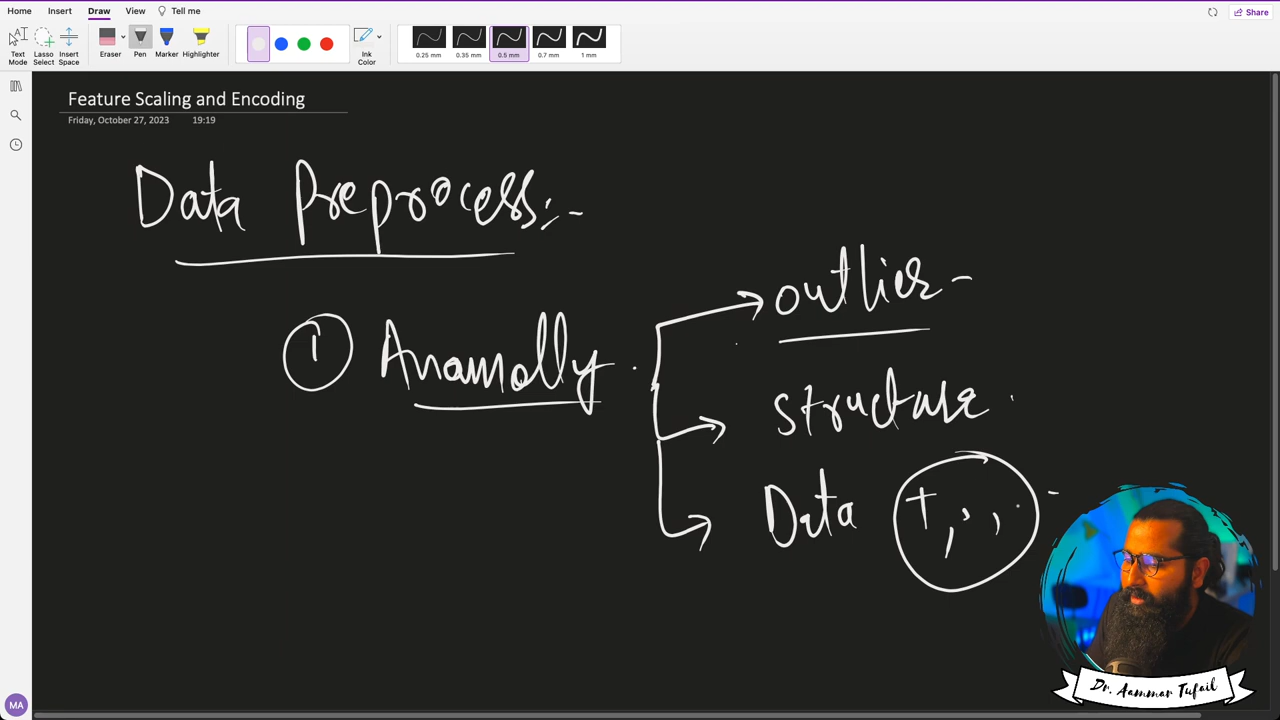 Home Insert Draw View Tell me
Share
Text Mode
Lasso Select
Insert Space
Eraser
Pen
Marker
Highlighter
Ink Color
0.25 mm
0.35 mm
0.5 mm
0.7 mm
1 mm
Feature Scaling and Encoding
Friday, October 27, 2023 19:19
Data Preprocess:-
① Anamolly.
outlier-
structure
Data +, , ,
MA
Dr. Aammar Tufail